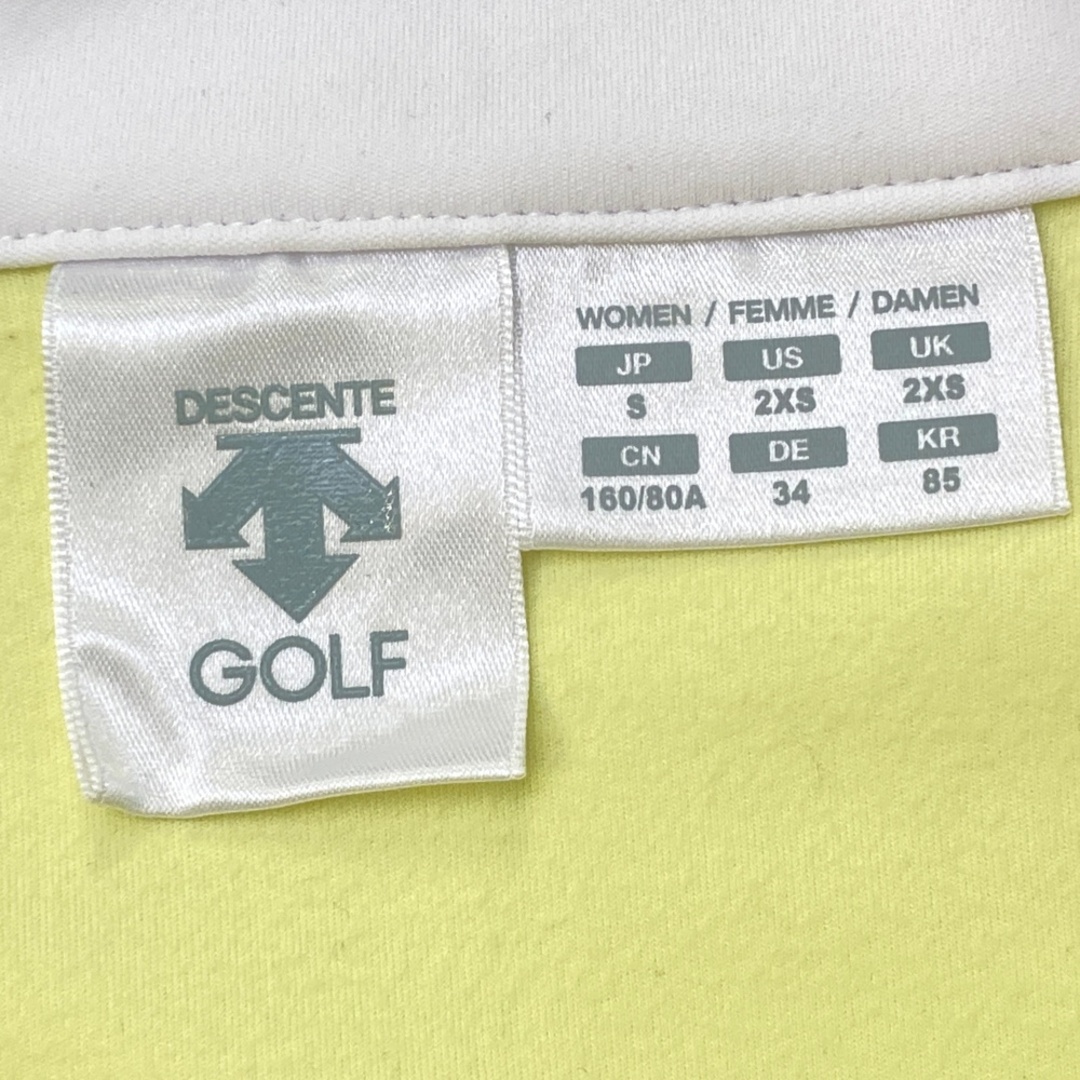 DESCENTE
GOLF
WOMEN / FEMME / DAMEN
JP US UK
S 2XS 2XS
CN DE KR
160/80A 34 85